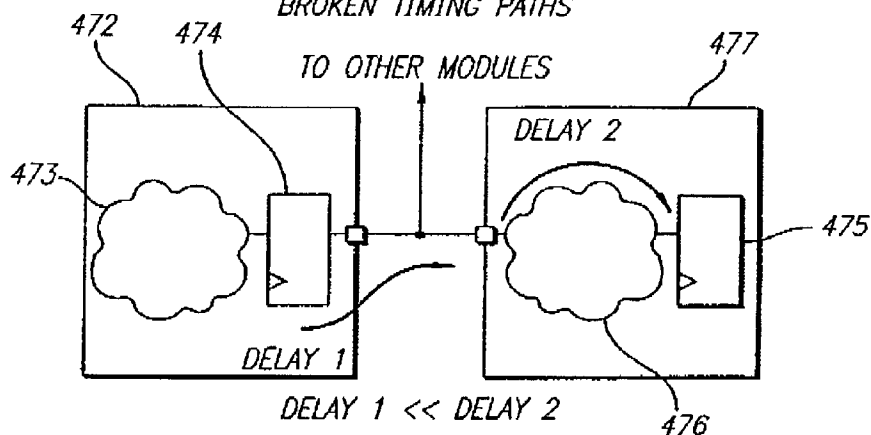 BROKEN TIMING PATHS
472
474
477
TO OTHER MODULES
DELAY 2
473
475
DELAY 1
DELAY 1 << DELAY 2
476